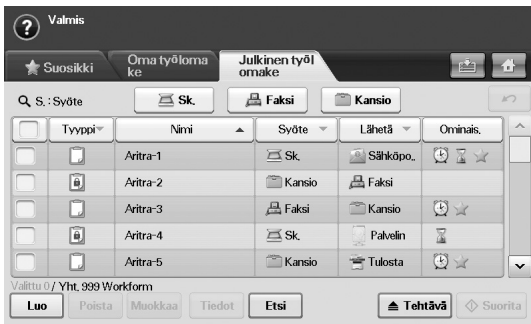 Valmis
Suosikki
Oma työloma
ke
Julkinen työl
omake
S. : Syöte
Sk.
Faksi
Kansio
Tyyppi Nimi Syöte Lähetä Ominais.
Aritra-1 Sk. Sähköpo..
Aritra-2 Kansio Faksi
Aritra-3 Faksi Kansio
Aritra-4 Sk. Palvelin
Aritra-5 Kansio Tulosta
Valittu 0 / Yht. 999 Workform
Luo Poista Muokkaa Tiedot Etsi Tehtävä Suorita